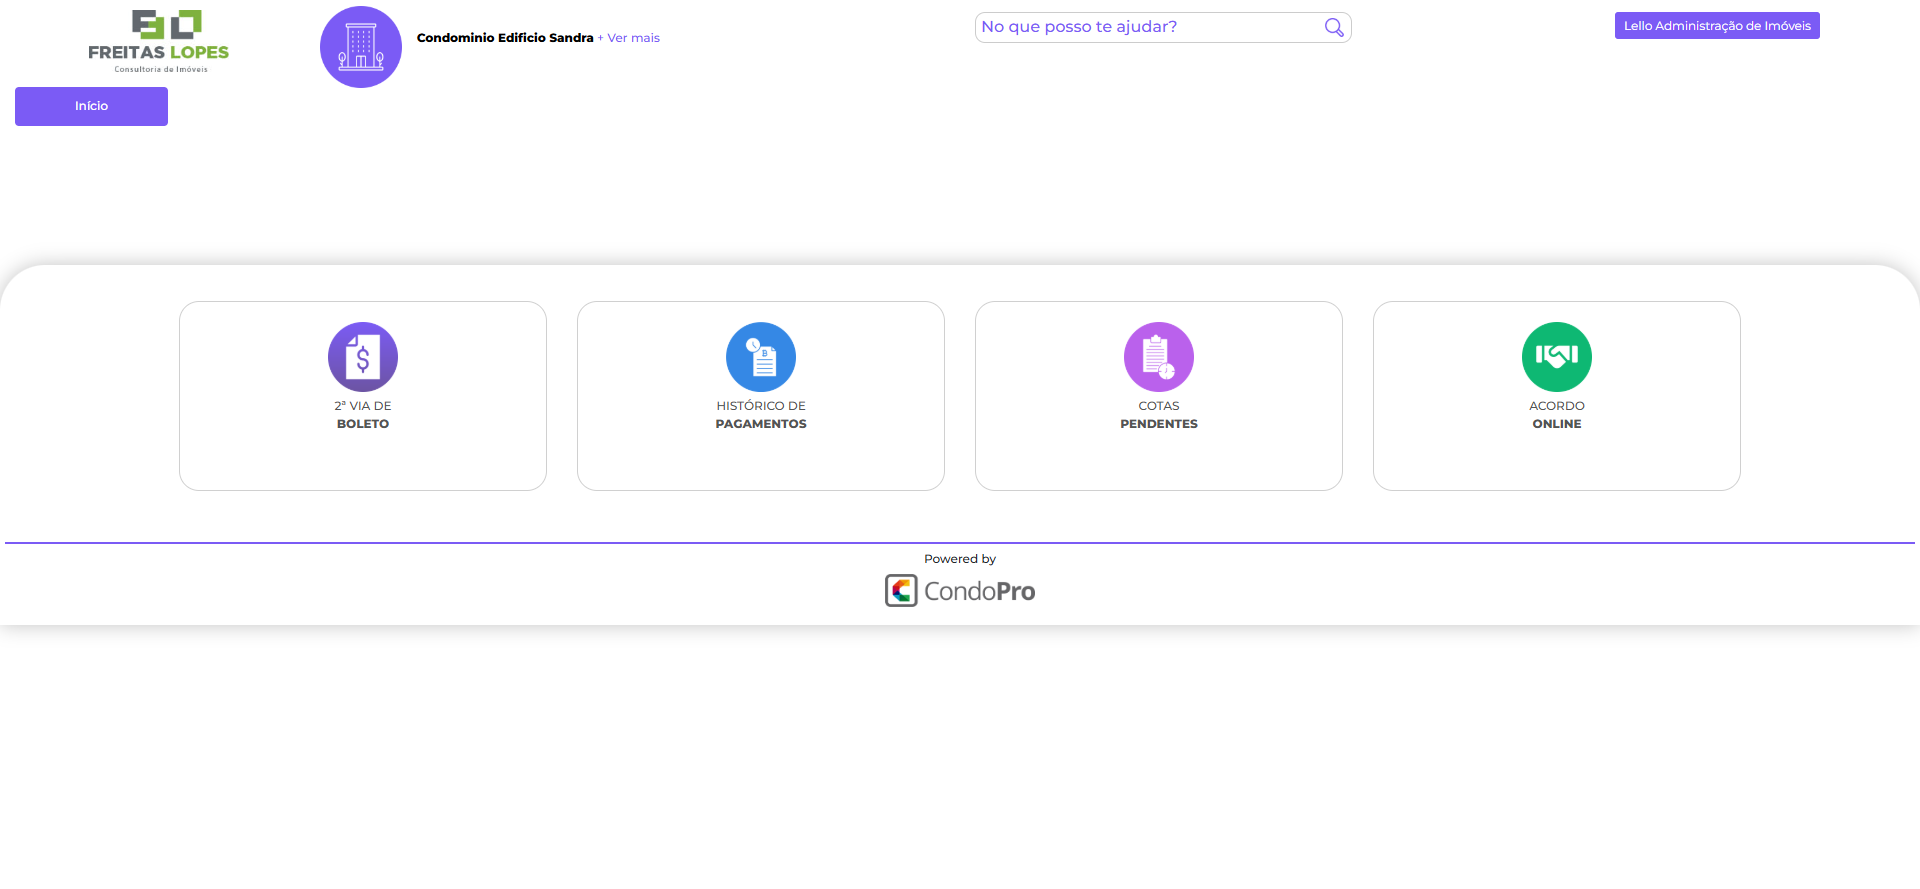 FREITAS LOPES
Consultoria de Imóveis
Condominio Edificio Sandra + Ver mais
No que posso te ajudar?
Lello Administração de Imóveis
Início
2ª VIA DE
BOLETO
HISTÓRICO DE
PAGAMENTOS
COTAS
PENDENTES
ACORDO
ONLINE
Powered by
CondoPro